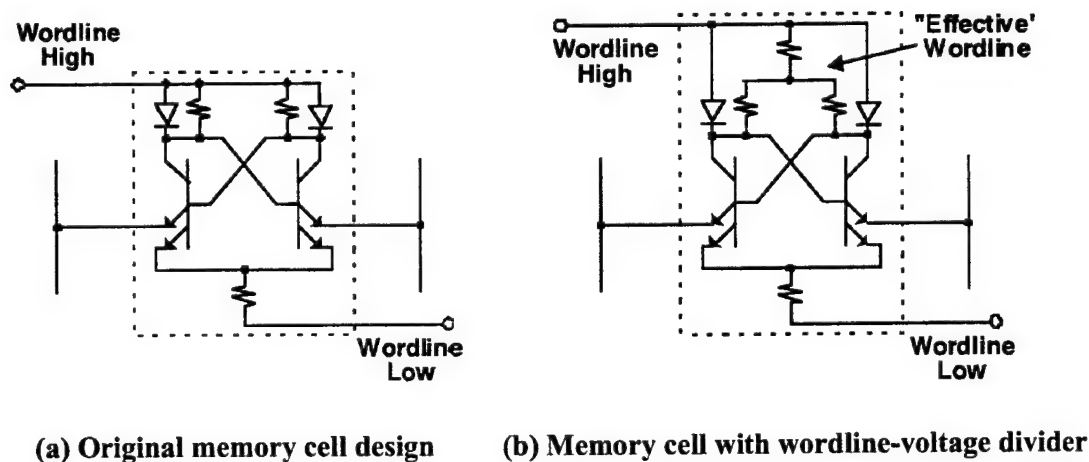 Wordline
High
Wordline
Low
(a) Original memory cell design
Wordline
High
"Effective'
Wordline
Wordline
Low
(b) Memory cell with wordline-voltage divider